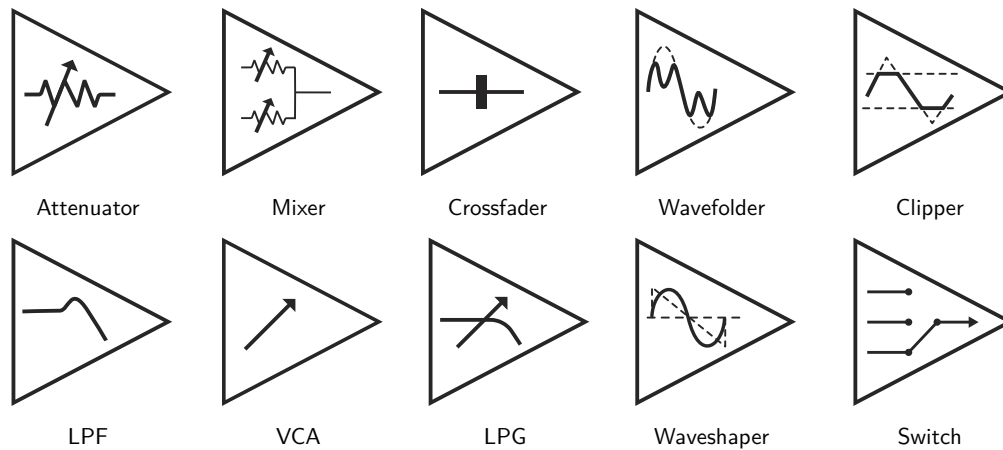 Attenuator Mixer Crossfader Wavefolder Clipper
LPF VCA LPG Waveshaper Switch